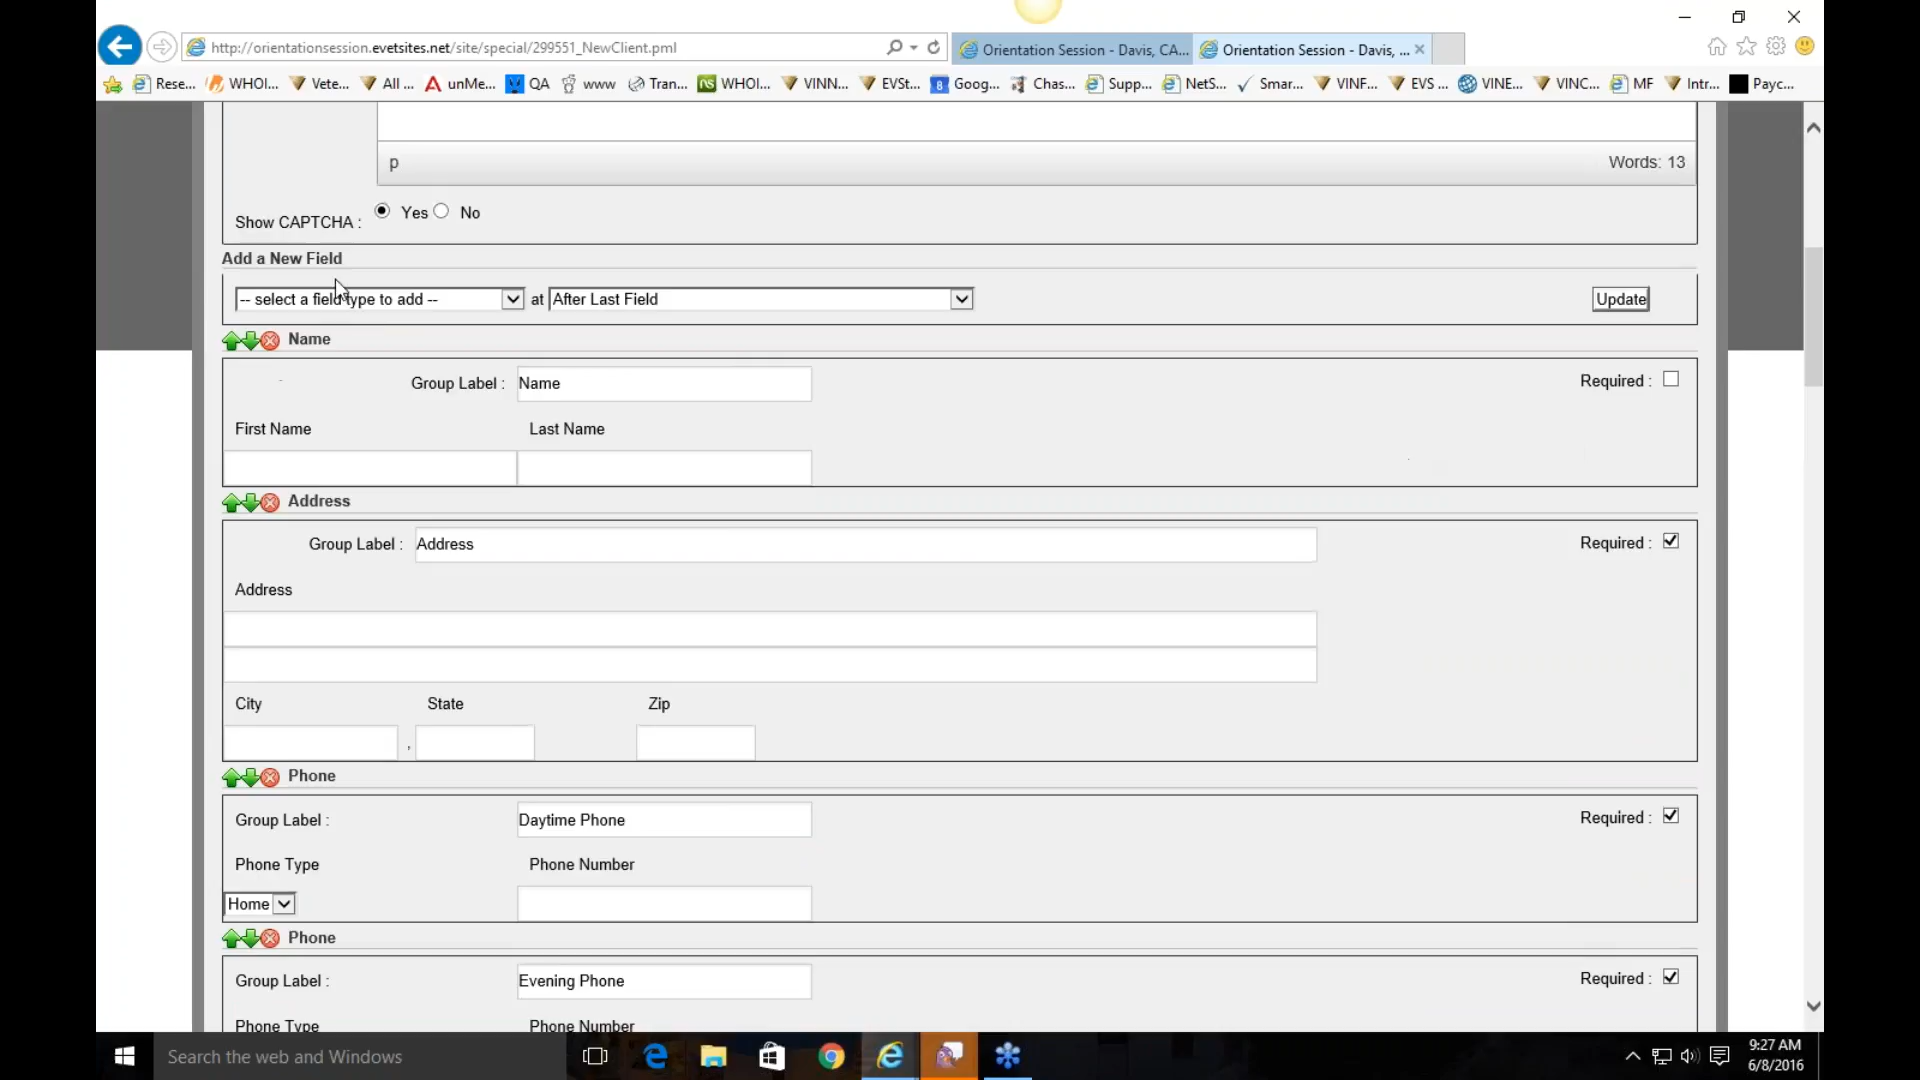 http://orientationsession.evetsites.net/site/special/299551_NewClient.pml
Orientation Session - Davis, CA...
Orientation Session - Davis, ...
Rese...
WHOI...
Vete...
All ...
unMe...
QA
www
Tran...
WHOI...
VINN...
EVSt...
Goog...
Chas...
Supp...
NetS...
Smar...
VINF...
EVS ...
VINE...
VINC...
MF
Intr...
Payc...
p
Words: 13
Show CAPTCHA :
Yes
No
Add a New Field
-- select a field type to add --
at
After Last Field
Update
Name
Group Label :
Name
Required :
First Name
Last Name
Address
Group Label :
Address
Required :
Address
City
State
Zip
,
Phone
Group Label :
Daytime Phone
Required :
Phone Type
Phone Number
Home
Phone
Group Label :
Evening Phone
Required :
Phone Type
Phone Number
Search the web and Windows
9:27 AM
6/8/2016